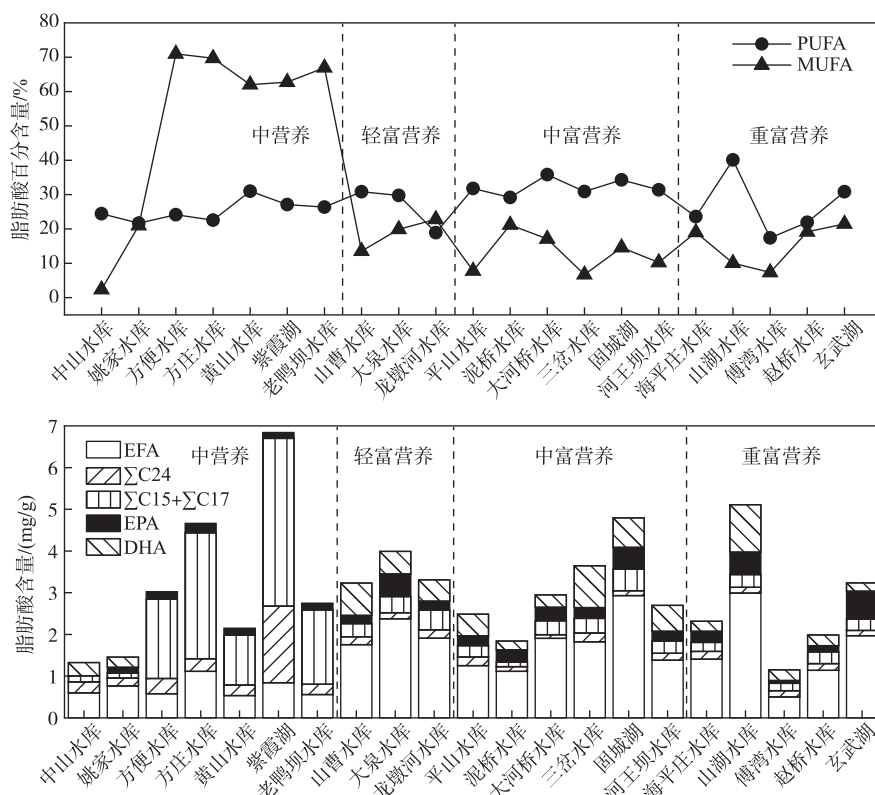 80
70
60
50
40
30
20
10
0
脂肪酸百分含量/%
PUFA
MUFA
中营养
轻富营养
中富营养
重富营养
中山水库
姚家水库
方便水库
方庄水库
黄山水库
紫霞湖
老鸭坝水库
山曹水库
大泉水库
龙墩河水库
平山水库
泥桥水库
大河桥水库
三岔水库
固城湖
河王坝水库
海平庄水库
山湖水库
傅湾水库
赵桥水库
玄武湖
7
6
5
4
3
2
1
0
脂肪酸含量/(mg/g)
EFA
∑C24
∑C15+∑C17
EPA
DHA
中营养
轻富营养
中富营养
重富营养
中山水库
姚家水库
方便水库
方庄水库
黄山水库
紫霞湖
老鸭坝水库
山曹水库
大泉水库
龙墩河水库
平山水库
泥桥水库
大河桥水库
三岔水库
固城湖
河王坝水库
海平庄水库
山湖水库
傅湾水库
赵桥水库
玄武湖